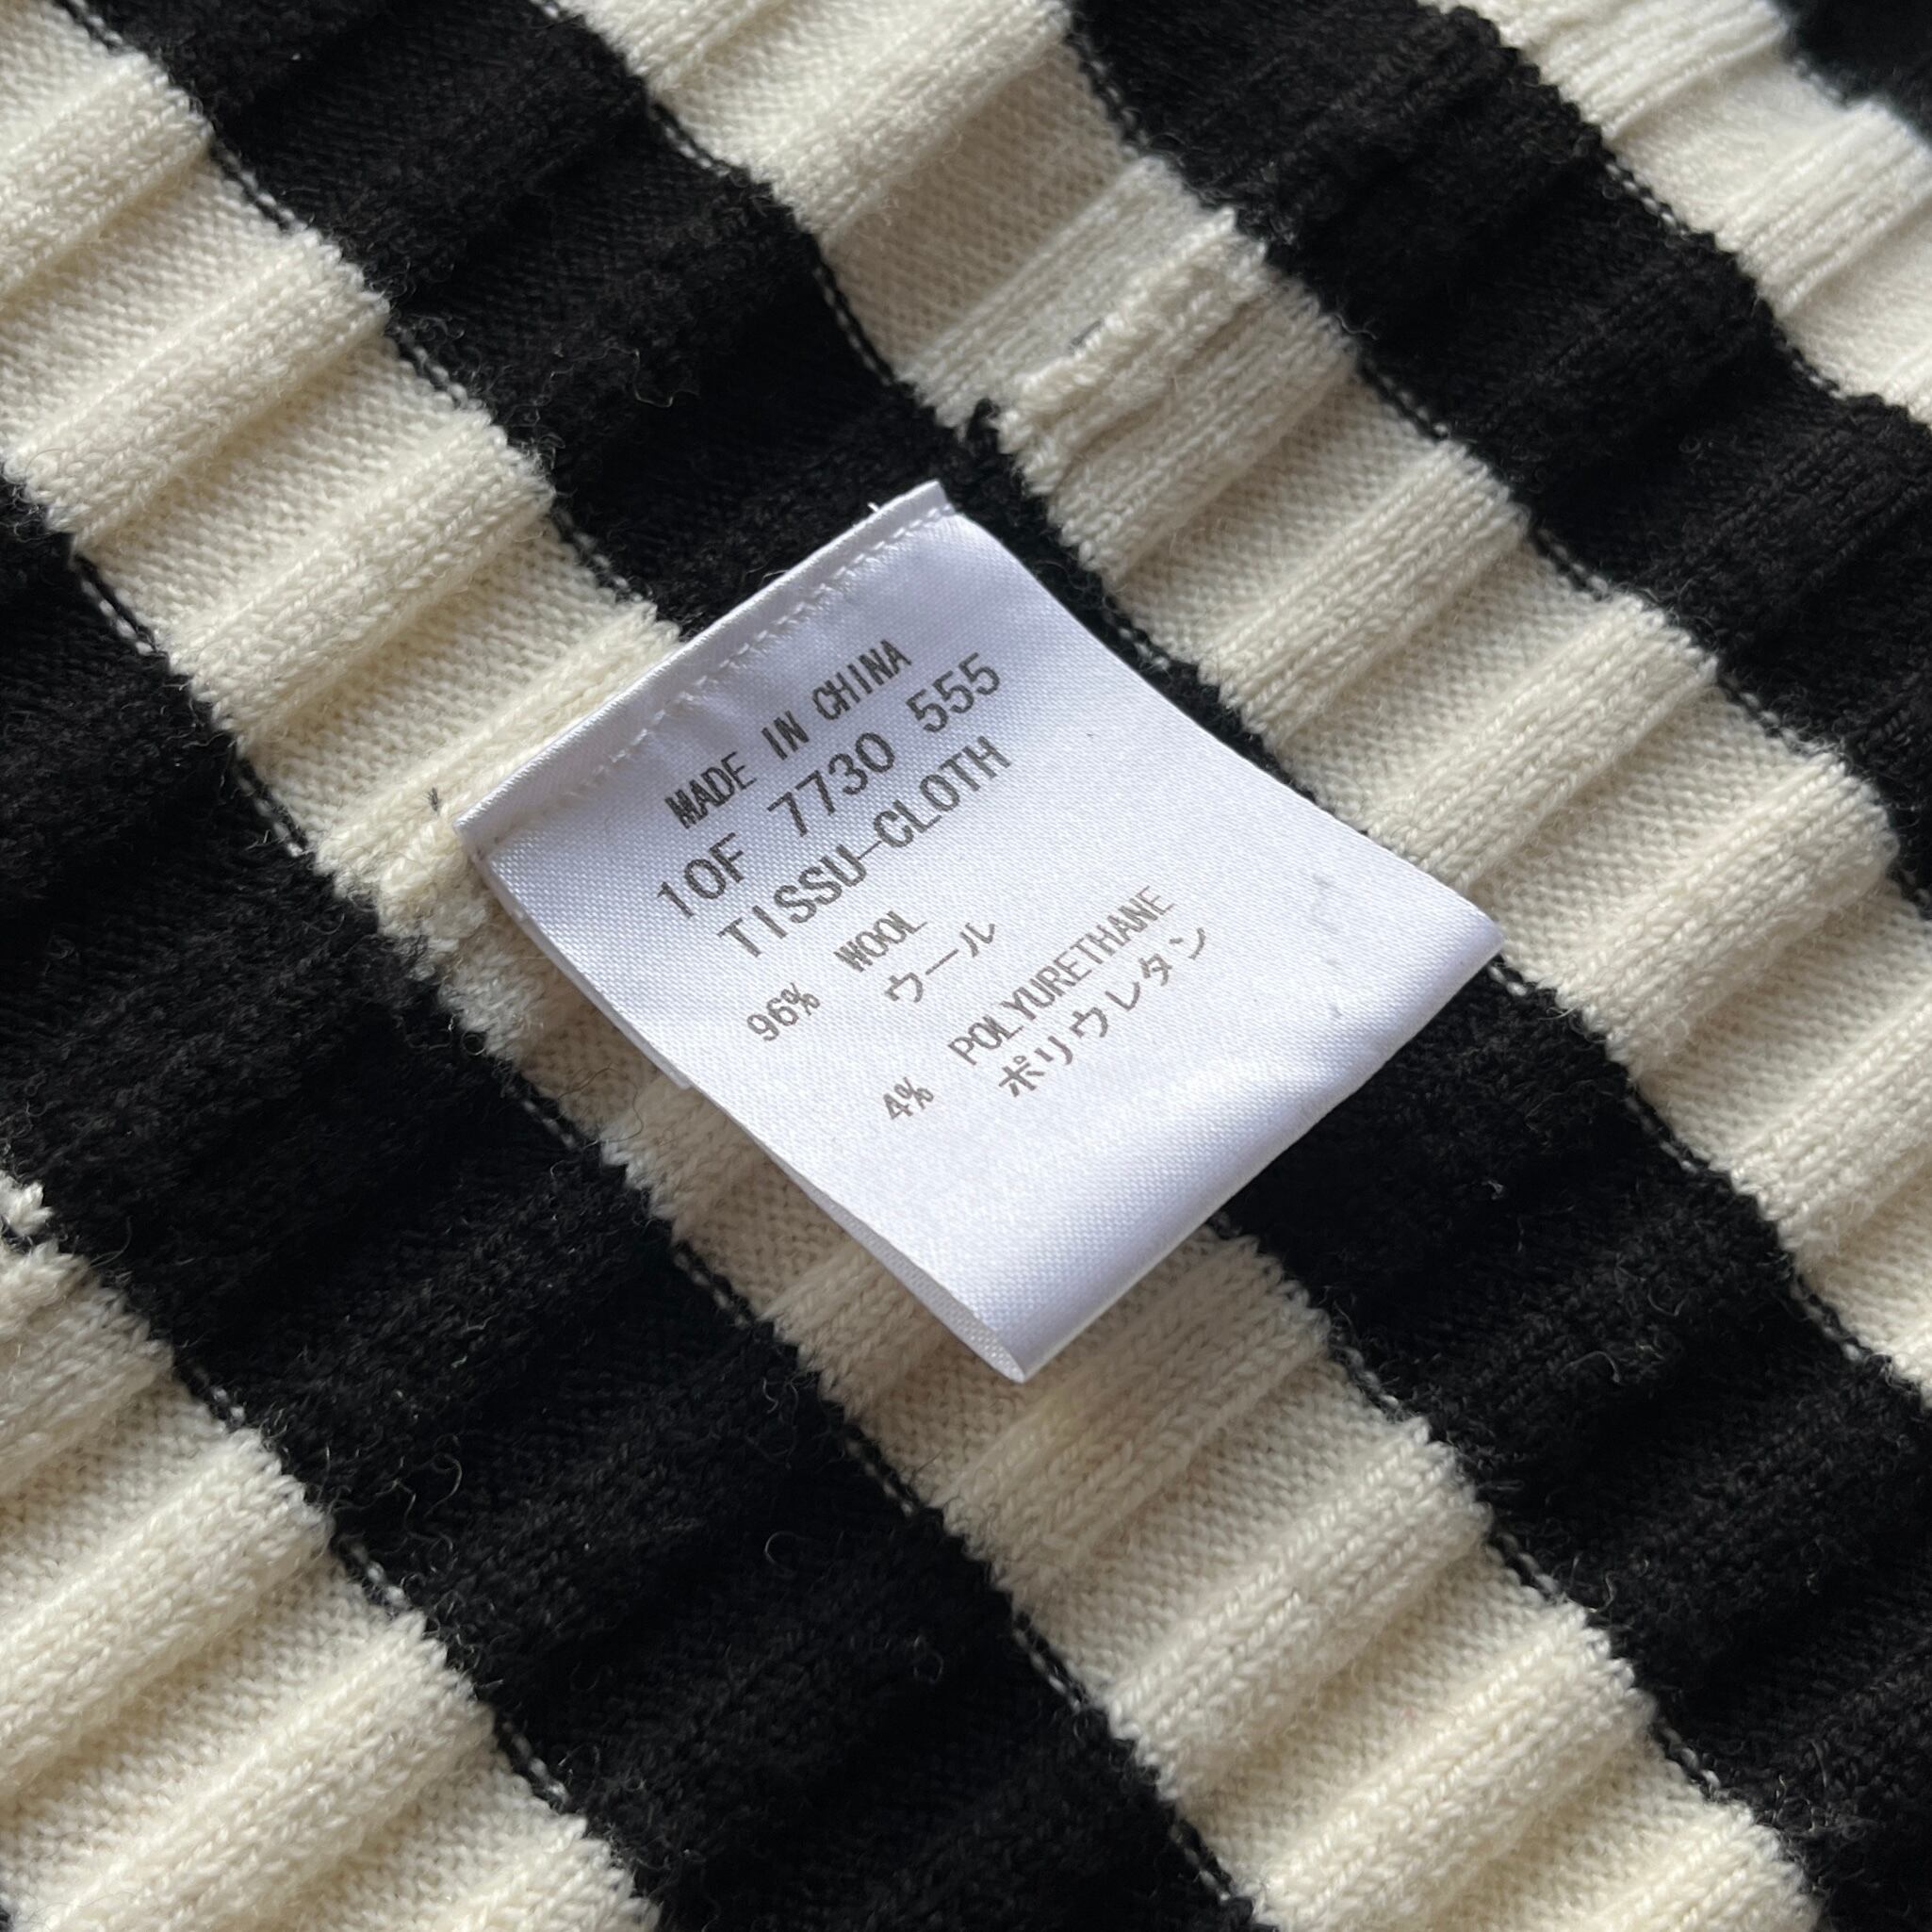 MADE IN CHINA
10F 7730 555
TISSU-CLOTH
96% WOOL
ウール
4% POLYURETHANE
ポリウレタン